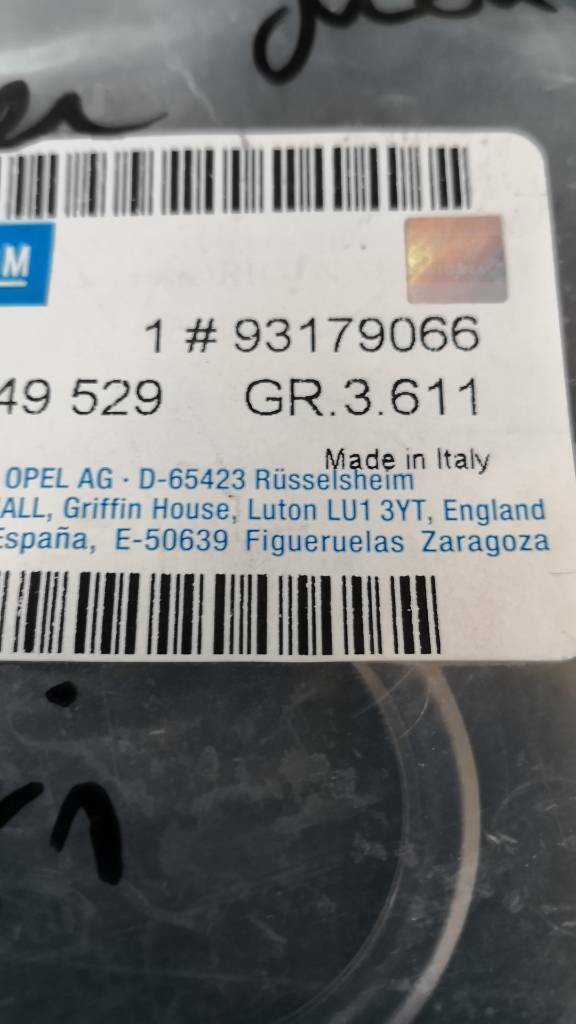 M
1 # 93179066
49 529 GR.3.611
Made in Italy
OPEL AG · D-65423 Rüsselsheim
ALL, Griffin House, Luton LU1 3YT, England
España, E-50639 Figueruelas Zaragoza